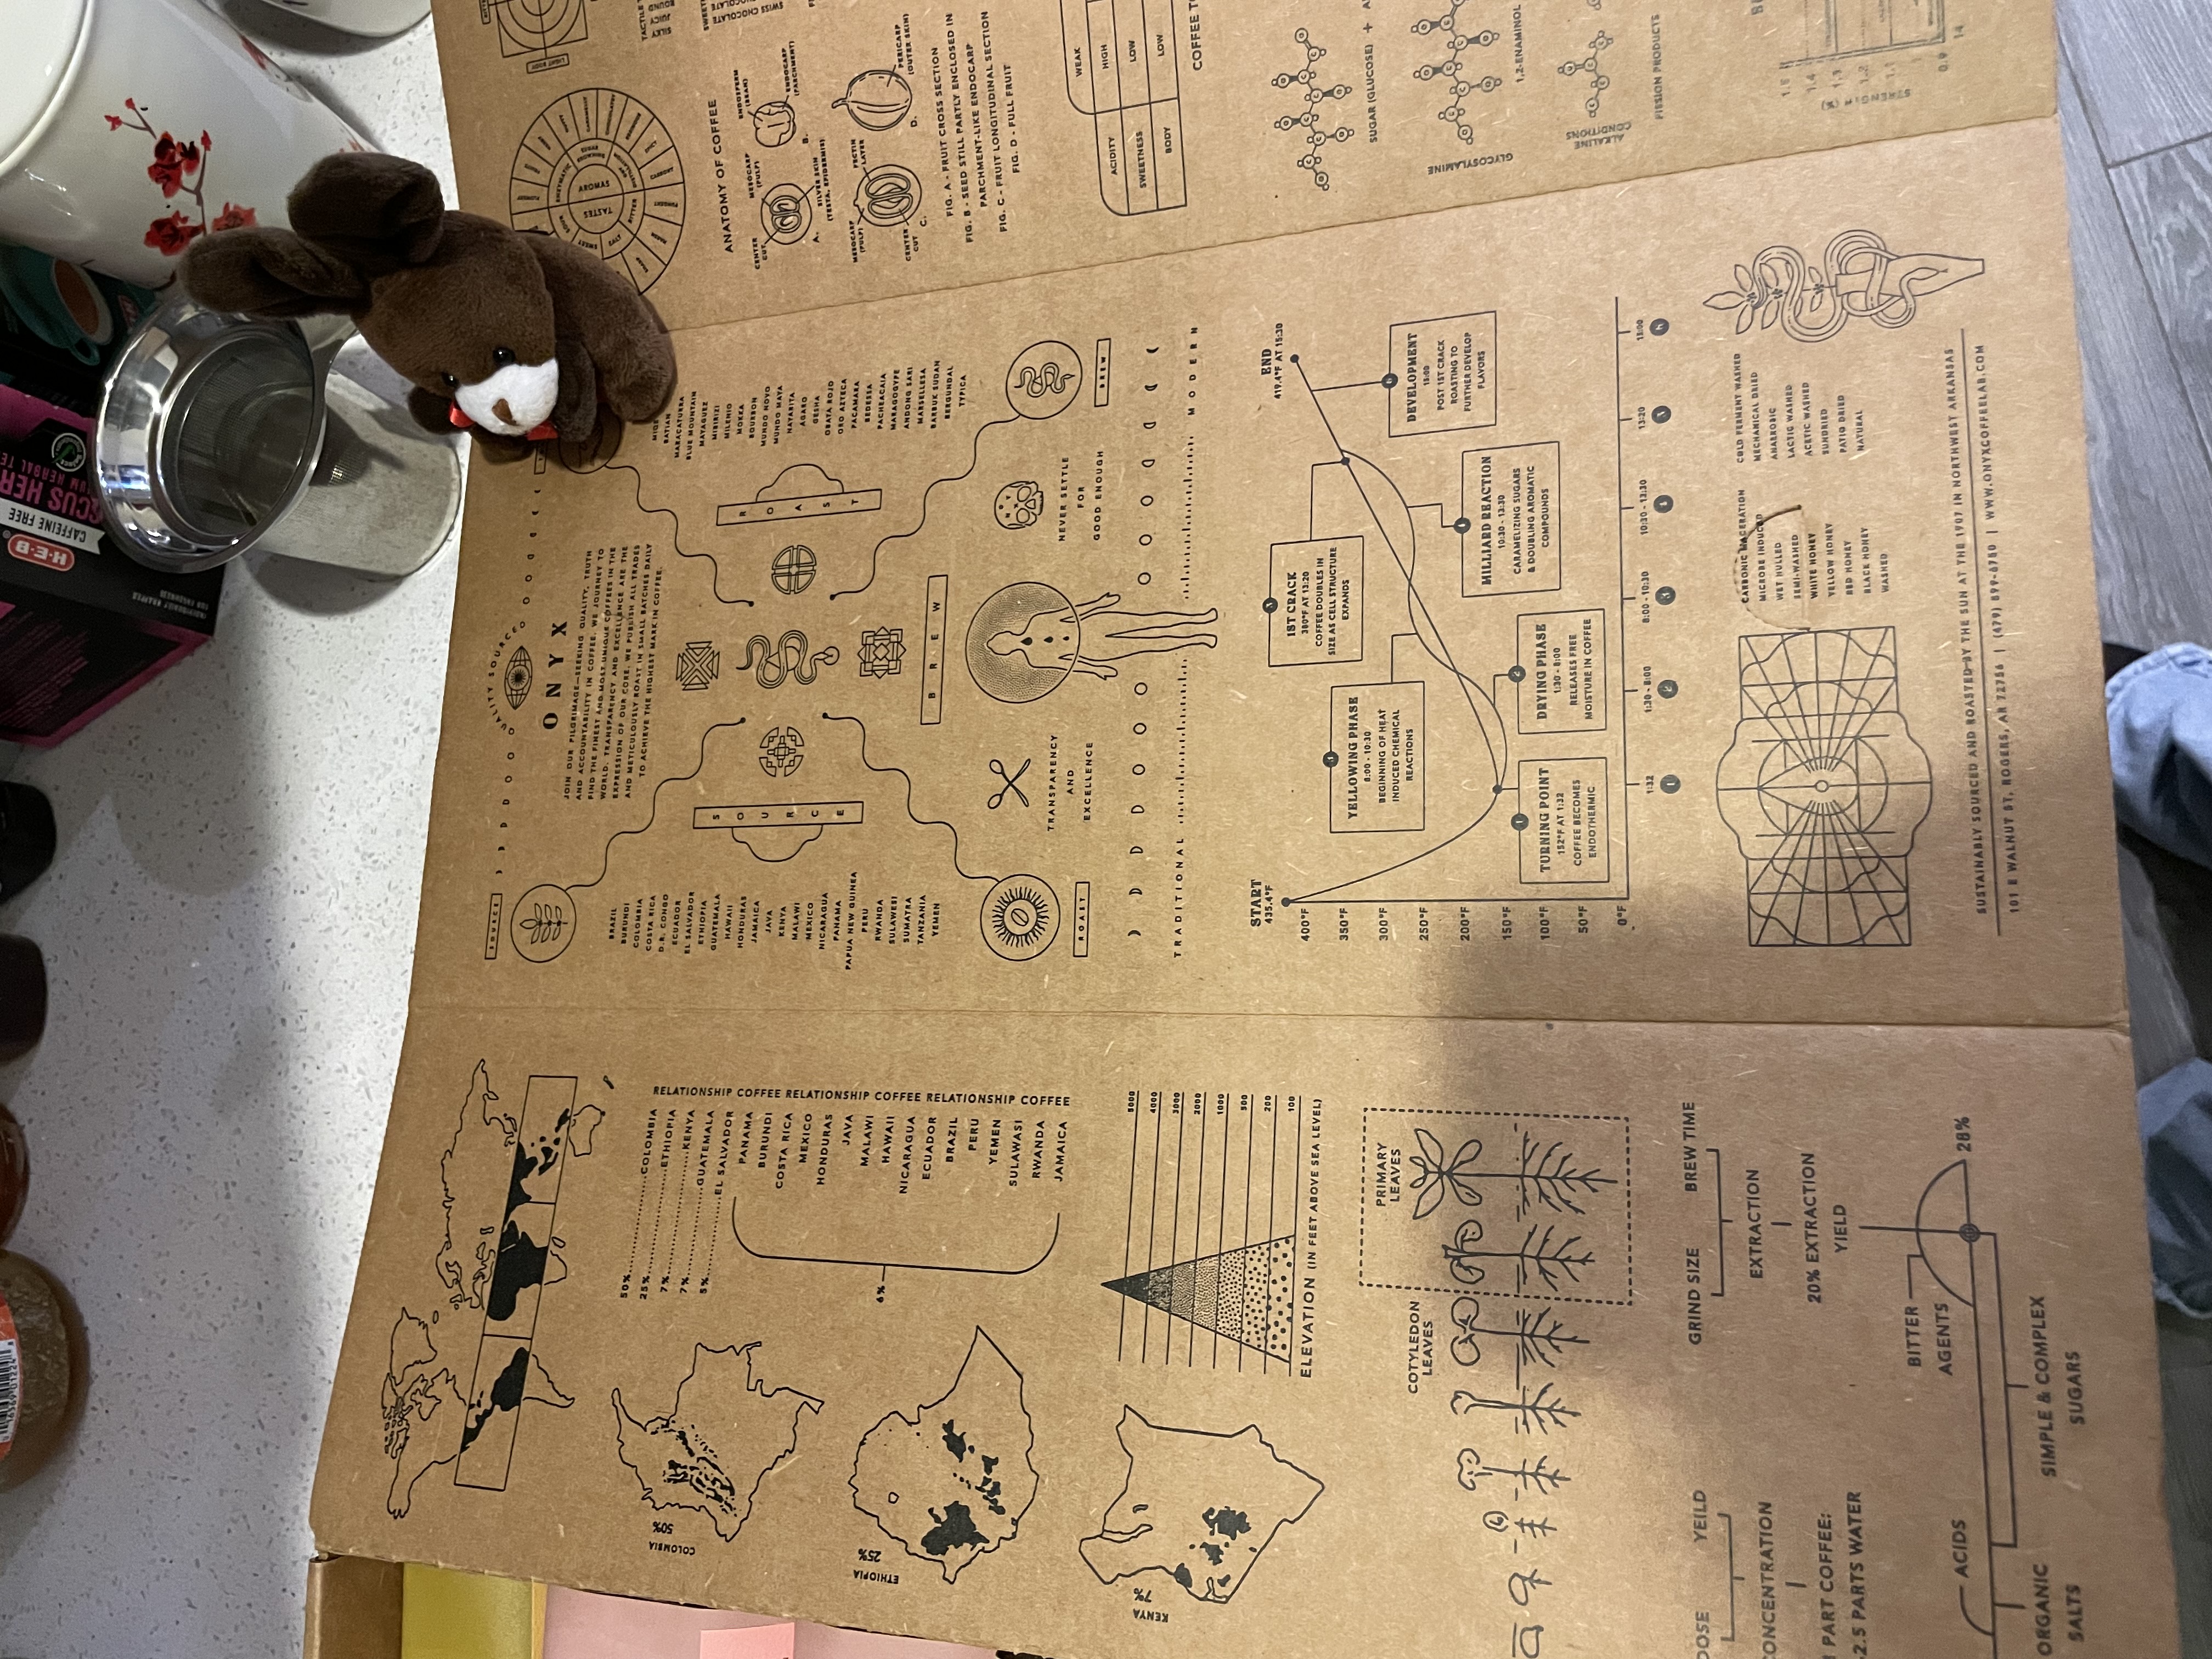 H-E-B
CAFFEINE FREE
INDIVIDUALLY WRAPPED
FOR FRESHNESS
COLOMBIA
50%
ETHIOPIA
25%
KENYA
7%
50%..................COLOMBIA
25%....................ETHIOPIA
7%........................KENYA
7%................GUATEMALA
5%..............EL SALVADOR
PANAMA
BURUNDI
COSTA RICA
MEXICO
HONDURAS
JAVA
MALAWI
6%
HAWAII
NICARAGUA
ECUADOR
BRAZIL
PERU
YEMEN
SULAWASI
RWANDA
JAMAICA
RELATIONSHIP COFFEE RELATIONSHIP COFFEE RELATIONSHIP COFFEE
5000
4000
3000
2000
1000
500
200
100
ELEVATION (IN FEET ABOVE SEA LEVEL)
PRIMARY
LEAVES
COTYLEDON
LEAVES
DOSE YEILD
CONCENTRATION
1 PART COFFEE:
2.5 PARTS WATER
GRIND SIZE BREW TIME
EXTRACTION
20% EXTRACTION
YIELD
BITTER
AGENTS
28%
ACIDS
ORGANIC
SALTS
SIMPLE & COMPLEX
SUGARS
SOURCE
QUALITY SOURCED
ONYX
JOIN OUR PILGRIMAGE—SEEKING QUALITY, TRUTH
AND ACCOUNTABILITY IN COFFEE. WE JOURNEY TO
FIND THE FINEST AND MOST UNIQUE COFFEES IN THE
WORLD. TRANSPARENCY AND EXCELLENCE ARE THE
EXPRESSION OF OUR CORE. WE PUBLISH ALL TRADES
AND METICULOUSLY ROAST IN SMALL BATCHES DAILY
TO ACHIEVE THE HIGHEST MARK IN COFFEE.
BRAZIL
BURUNDI
COLOMBIA
COSTA RICA
D.R. CONGO
ECUADOR
EL SALVADOR
ETHIOPIA
GUATEMALA
HAWAII
HONDURAS
JAMAICA
JAVA
KENYA
MALAWI
MEXICO
NICARAGUA
PANAMA
PAPUA NEW GUINEA
PERU
RWANDA
SULAWESI
SUMATRA
TANZANIA
YEMEN
SOURCE
ROAST
BREW
BATIAN
MARACATURRA
BLUE MOUNTAIN
MAYAGUEZ
MIBIRIZI
MILENIO
MOKKA
BOURBON
MUNDO NOVO
MUNDO MAYA
HAYABITA
AGARO
GESHA
OBATA ROJO
ORO AZTECA
PACAMARA
BEDESSA
PACHEACAIA
MARAGOGYPE
ANDONG SARI
MARSELLESA
BARBUK SUDAN
BERGUNDAL
TYPICA
ROAST
TRANSPARENCY
AND
EXCELLENCE
NEVER SETTLE
FOR
GOOD ENOUGH
BREW
TRADITIONAL
MODERN
START
435.4°F
END
419.4°F AT 15:30
400°F
350°F
300°F
250°F
200°F
150°F
100°F
50°F
0°F
5
1ST CRACK
380°F AT 13:20
COFFEE DOUBLES IN
SIZE AS CELL STRUCTURE
EXPANDS
3
YELLOWING PHASE
8:00 - 10:30
BEGINNING OF HEAT
INDUCED CHEMICAL
REACTIONS
6
DEVELOPMENT
15:00
POST 1ST CRACK
ROASTING TO
FURTHER DEVELOP
FLAVORS
4
MILLIARD REACTION
10:30 - 13:30
CARAMELIZING SUGARS
& DOUBLING AROMATIC
COMPOUNDS
1
TURNING POINT
152°F AT 1:32
COFFEE BECOMES
ENDOTHERMIC
2
DRYING PHASE
1:30 - 8:00
RELEASES FREE
MOISTURE IN COFFEE
1:32 1:30 - 8:00 8:00 - 10:30 10:30 - 13:30 13:20 15:00
1 2 3 4 5 6
CARBONIC MACERATION
MICROBE INDUCED
WET HULLED
SEMI-WASHED
WHITE HONEY
YELLOW HONEY
RED HONEY
BLACK HONEY
WASHED
COLD FERMENT WASHED
MECHANICAL DRIED
ANAEROBIC
LACTIC WASHED
ACETIC WASHED
SUNDRIED
PATIO DRIED
NATURAL
SUSTAINABLY SOURCED AND ROASTED BY THE SUN AT THE 1907 IN NORTHWEST ARKANSAS
101 E WALNUT ST, ROGERS, AR 72756 | (479) 899-6750 | WWW.ONYXCOFFEELAB.COM
TASTES
AROMAS
SOUR
ENZYMATIC
SWEET
SALT
BITTER
ANATOMY OF COFFEE
CENTER
CUT
MESOCARP
(PULP)
ENDOSPERM
(BEAN)
ENDOCARP
(PARCHMENT)
A.
B.
SILVER SKIN
(TESTA, EPIDERMIS)
MESOCARP
(PULP)
PECTIN
LAYER
CENTER
CUT
C.
D.
PERICARP
(OUTER SKIN)
FIG. A - FRUIT CROSS SECTION
FIG. B - SEED STILL PARTLY ENCLOSED IN
PARCHMENT-LIKE ENDOCARP
FIG. C - FRUIT LONGITUDINAL SECTION
FIG. D - FULL FRUIT
SILKY
JUICY
ROUND
SWISS CHOCOLATE
WEAK
ACIDITY HIGH
SWEETNESS LOW
BODY LOW
SUGAR (GLUCOSE) +
GLYCOSYLAMINE
1,2-ENAMINOL
ALKALINE
CONDITIONS
FISSION PRODUCTS
STRENGTH (%)
1.5
1.4
1.3
1.2
1.1
0.9
14